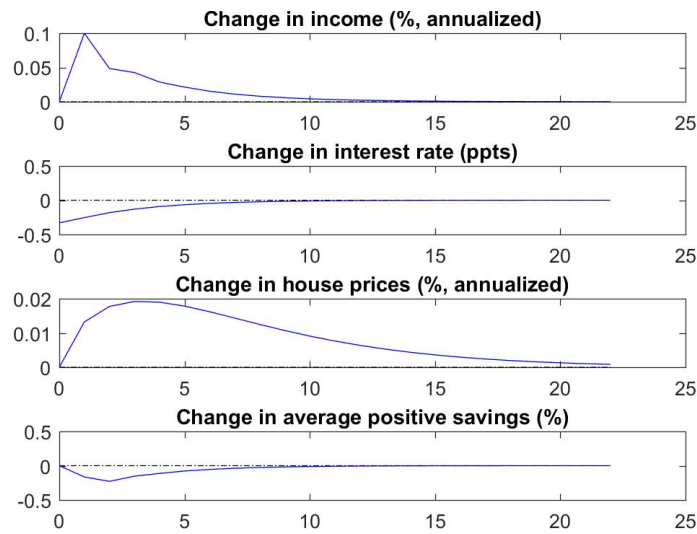 Change in income (%, annualized)
0.1
0.05
0
0 5 10 15 20 25
Change in interest rate (ppts)
0.5
0
-0.5
0 5 10 15 20 25
Change in house prices (%, annualized)
0.02
0.01
0
0 5 10 15 20 25
Change in average positive savings (%)
0.5
0
-0.5
0 5 10 15 20 25